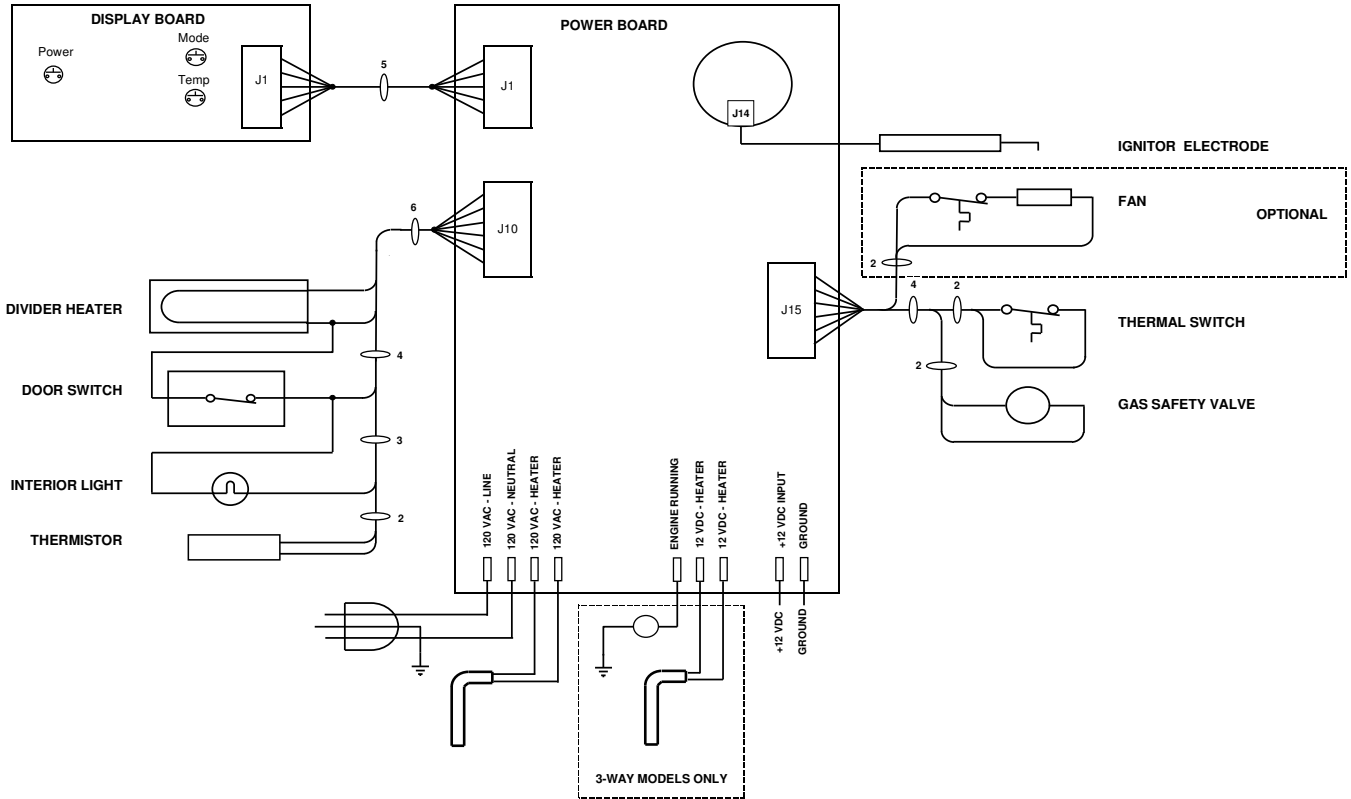 DISPLAY BOARD
Power
Mode
Temp
J1
5
POWER BOARD
J1
J14
IGNITOR ELECTRODE
FAN
OPTIONAL
2
6
J10
J15
4
2
THERMAL SWITCH
2
GAS SAFETY VALVE
DIVIDER HEATER
4
DOOR SWITCH
3
INTERIOR LIGHT
2
THERMISTOR
120 VAC - LINE
120 VAC - NEUTRAL
120 VAC - HEATER
120 VAC - HEATER
ENGINE RUNNING
12 VDC - HEATER
12 VDC - HEATER
+12 VDC INPUT
GROUND
+12 VDC
GROUND
3-WAY MODELS ONLY